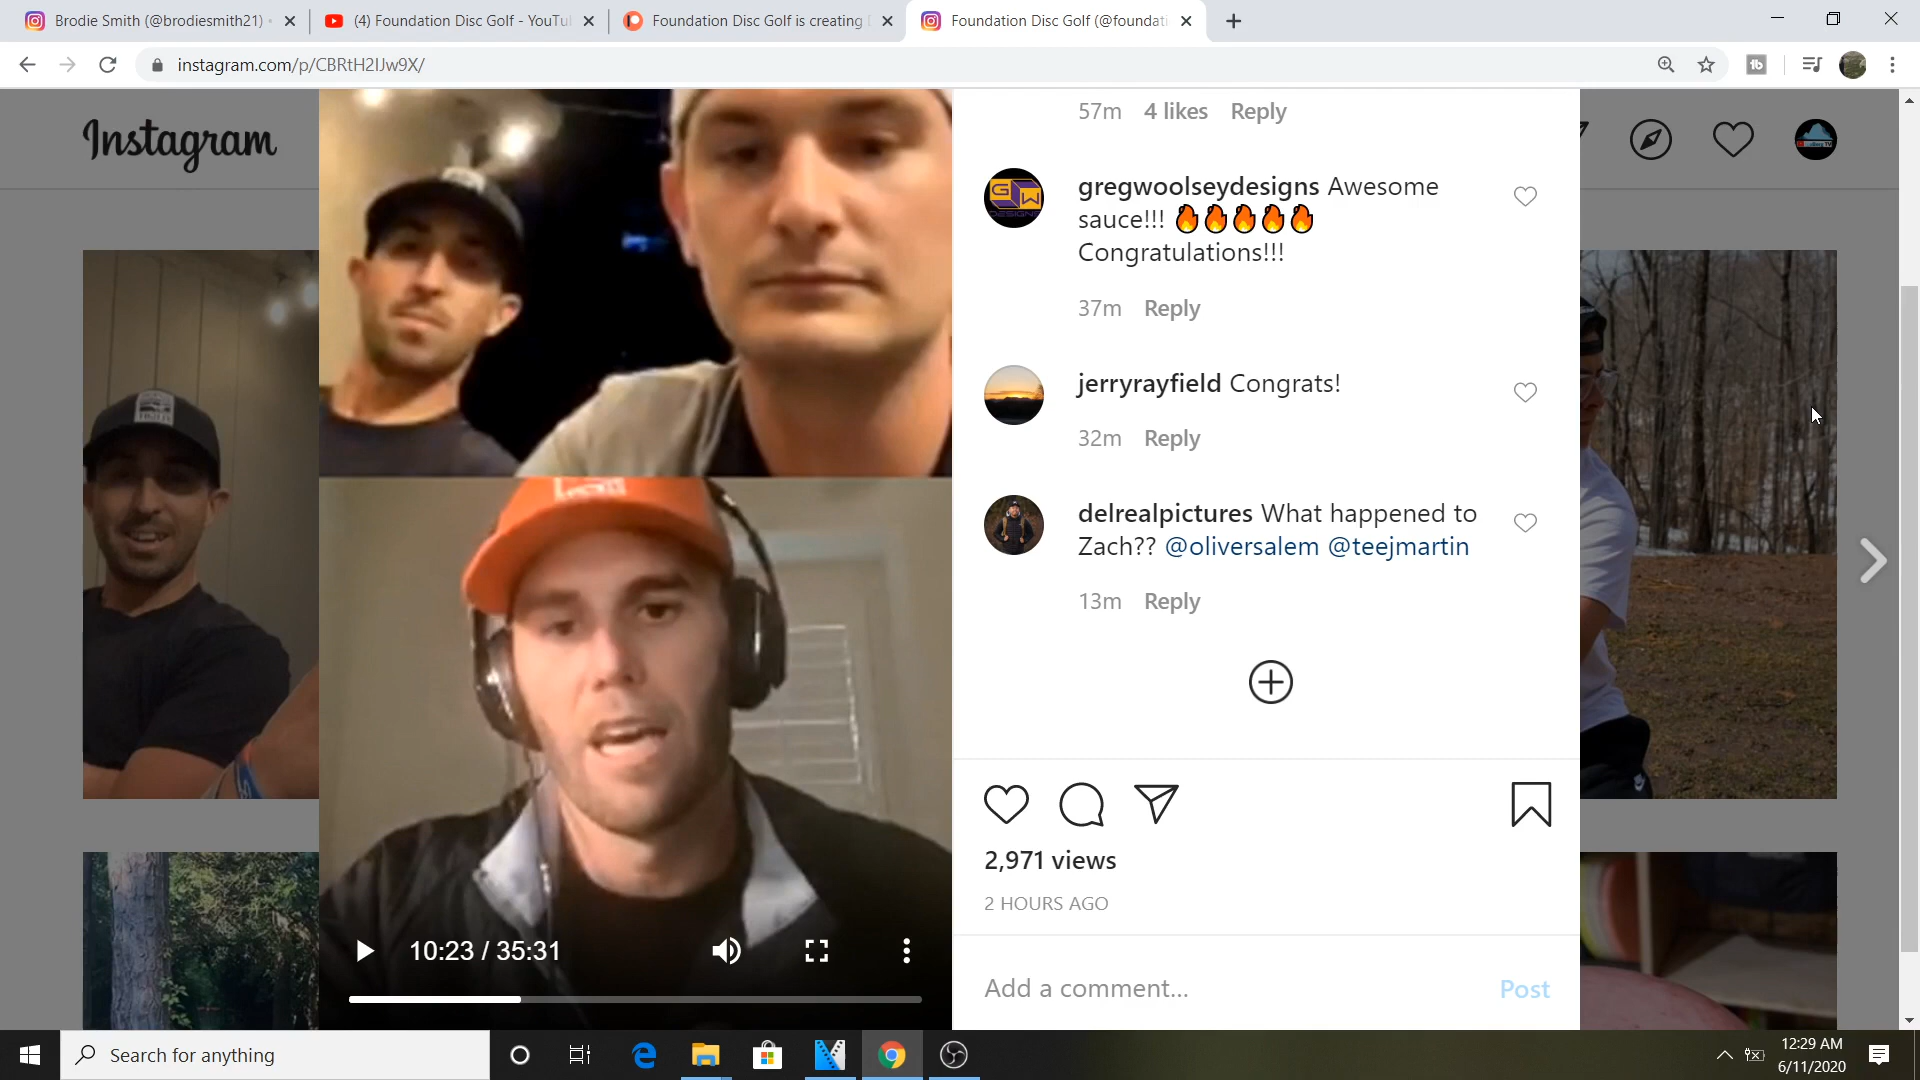 Brodie Smith (@brodiesmith21)
(4) Foundation Disc Golf - YouTu
Foundation Disc Golf is creating
Foundation Disc Golf (@foundati
instagram.com/p/CBRtH2IJw9X/
Instagram
57m 4 likes Reply
gregwoolseydesigns Awesome
sauce!!! 🔥🔥🔥🔥🔥
Congratulations!!!
37m Reply
jerryrayfield Congrats!
32m Reply
delrealpictures What happened to
Zach?? @oliversalem @teejmartin
13m Reply
2,971 views
2 HOURS AGO
10:23 / 35:31
Add a comment...
Post
Search for anything
12:29 AM
6/11/2020